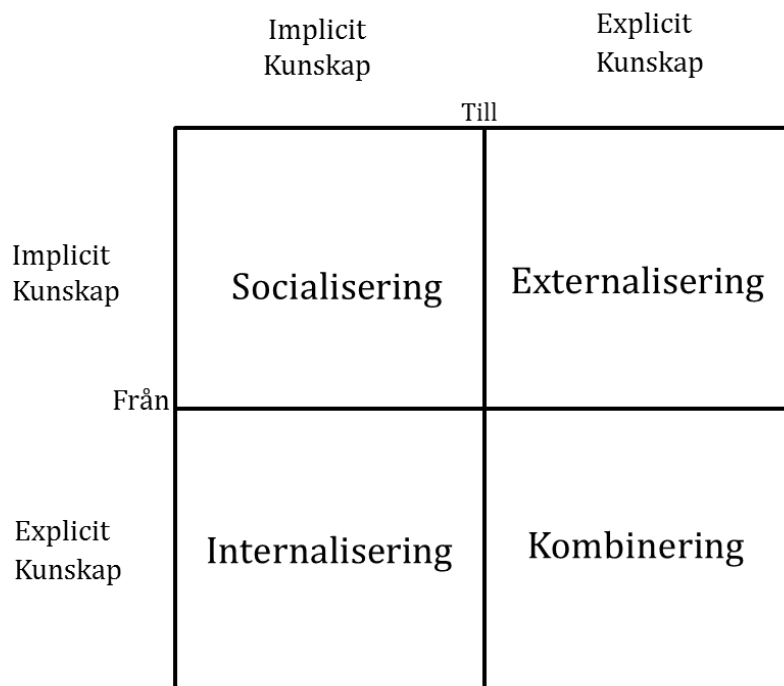 Implicit
Kunskap
Explicit
Kunskap
Till
Implicit
Kunskap
Socialisering
Externalisering
Från
Explicit
Kunskap
Internalisering
Kombinering